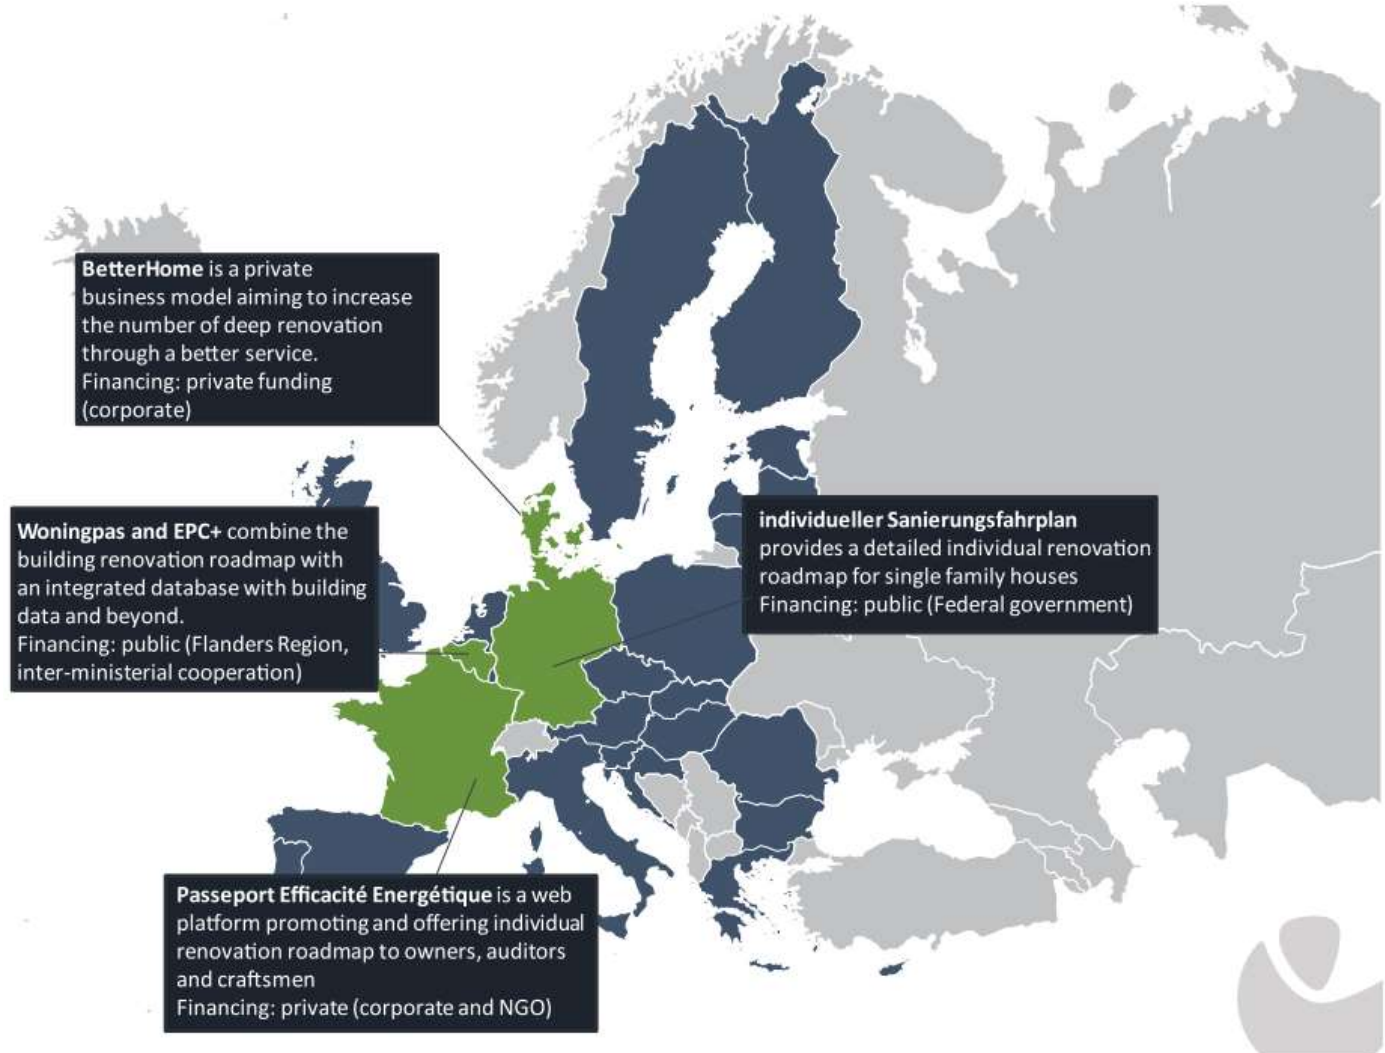 BetterHome is a private
business model aiming to increase
the number of deep renovation
through a better service.
Financing: private funding
(corporate)
Woningpas and EPC+ combine the
building renovation roadmap with
an integrated database with building
data and beyond.
Financing: public (Flanders Region,
inter-ministerial cooperation)
individueller Sanierungsfahrplan
provides a detailed individual renovation
roadmap for single family houses
Financing: public (Federal government)
Passeport Efficacité Energétique is a web
platform promoting and offering individual
renovation roadmap to owners, auditors
and craftsmen
Financing: private (corporate and NGO)